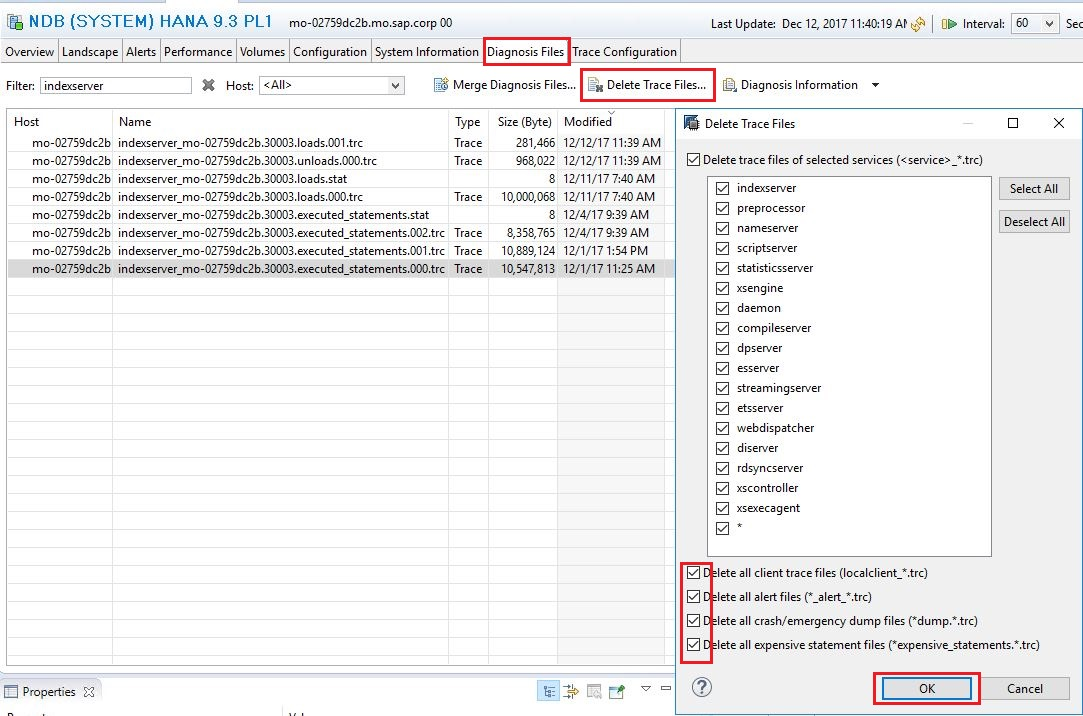 NDB (SYSTEM) HANA 9.3 PL1 mo-02759dc2b.mo.sap.corp 00 Last Update: Dec 12, 2017 11:40:19 AM Interval: 60 Sec
Overview Landscape Alerts Performance Volumes Configuration System Information Diagnosis Files Trace Configuration
Filter: indexserver Host: <All> Merge Diagnosis Files... Delete Trace Files... Diagnosis Information
Host Name Type Size (Byte) Modified
mo-02759dc2b indexserver_mo-02759dc2b.30003.loads.001.trc Trace 281,466 12/12/17 11:39 AM
mo-02759dc2b indexserver_mo-02759dc2b.30003.unloads.000.trc Trace 968,022 12/12/17 11:39 AM
mo-02759dc2b indexserver_mo-02759dc2b.30003.loads.stat 8 12/11/17 7:40 AM
mo-02759dc2b indexserver_mo-02759dc2b.30003.loads.000.trc Trace 10,000,068 12/11/17 7:40 AM
mo-02759dc2b indexserver_mo-02759dc2b.30003.executed_statements.stat 8 12/4/17 9:39 AM
mo-02759dc2b indexserver_mo-02759dc2b.30003.executed_statements.002.trc Trace 8,358,765 12/4/17 9:39 AM
mo-02759dc2b indexserver_mo-02759dc2b.30003.executed_statements.001.trc Trace 10,889,124 12/1/17 1:54 PM
mo-02759dc2b indexserver_mo-02759dc2b.30003.executed_statements.000.trc Trace 10,547,813 12/1/17 11:25 AM
Delete Trace Files
Delete trace files of selected services (<service>_*.trc)
indexserver
preprocessor
nameserver
scriptserver
statisticsserver
xsengine
daemon
compileserver
dpserver
esserver
streamingserver
etsserver
webdispatcher
diserver
rdsyncserver
xscontroller
xsexecagent
*
Select All
Deselect All
Delete all client trace files (localclient_*.trc)
Delete all alert files (*_alert_*.trc)
Delete all crash/emergency dump files (*dump.*.trc)
Delete all expensive statement files (*expensive_statements.*.trc)
OK Cancel
Properties